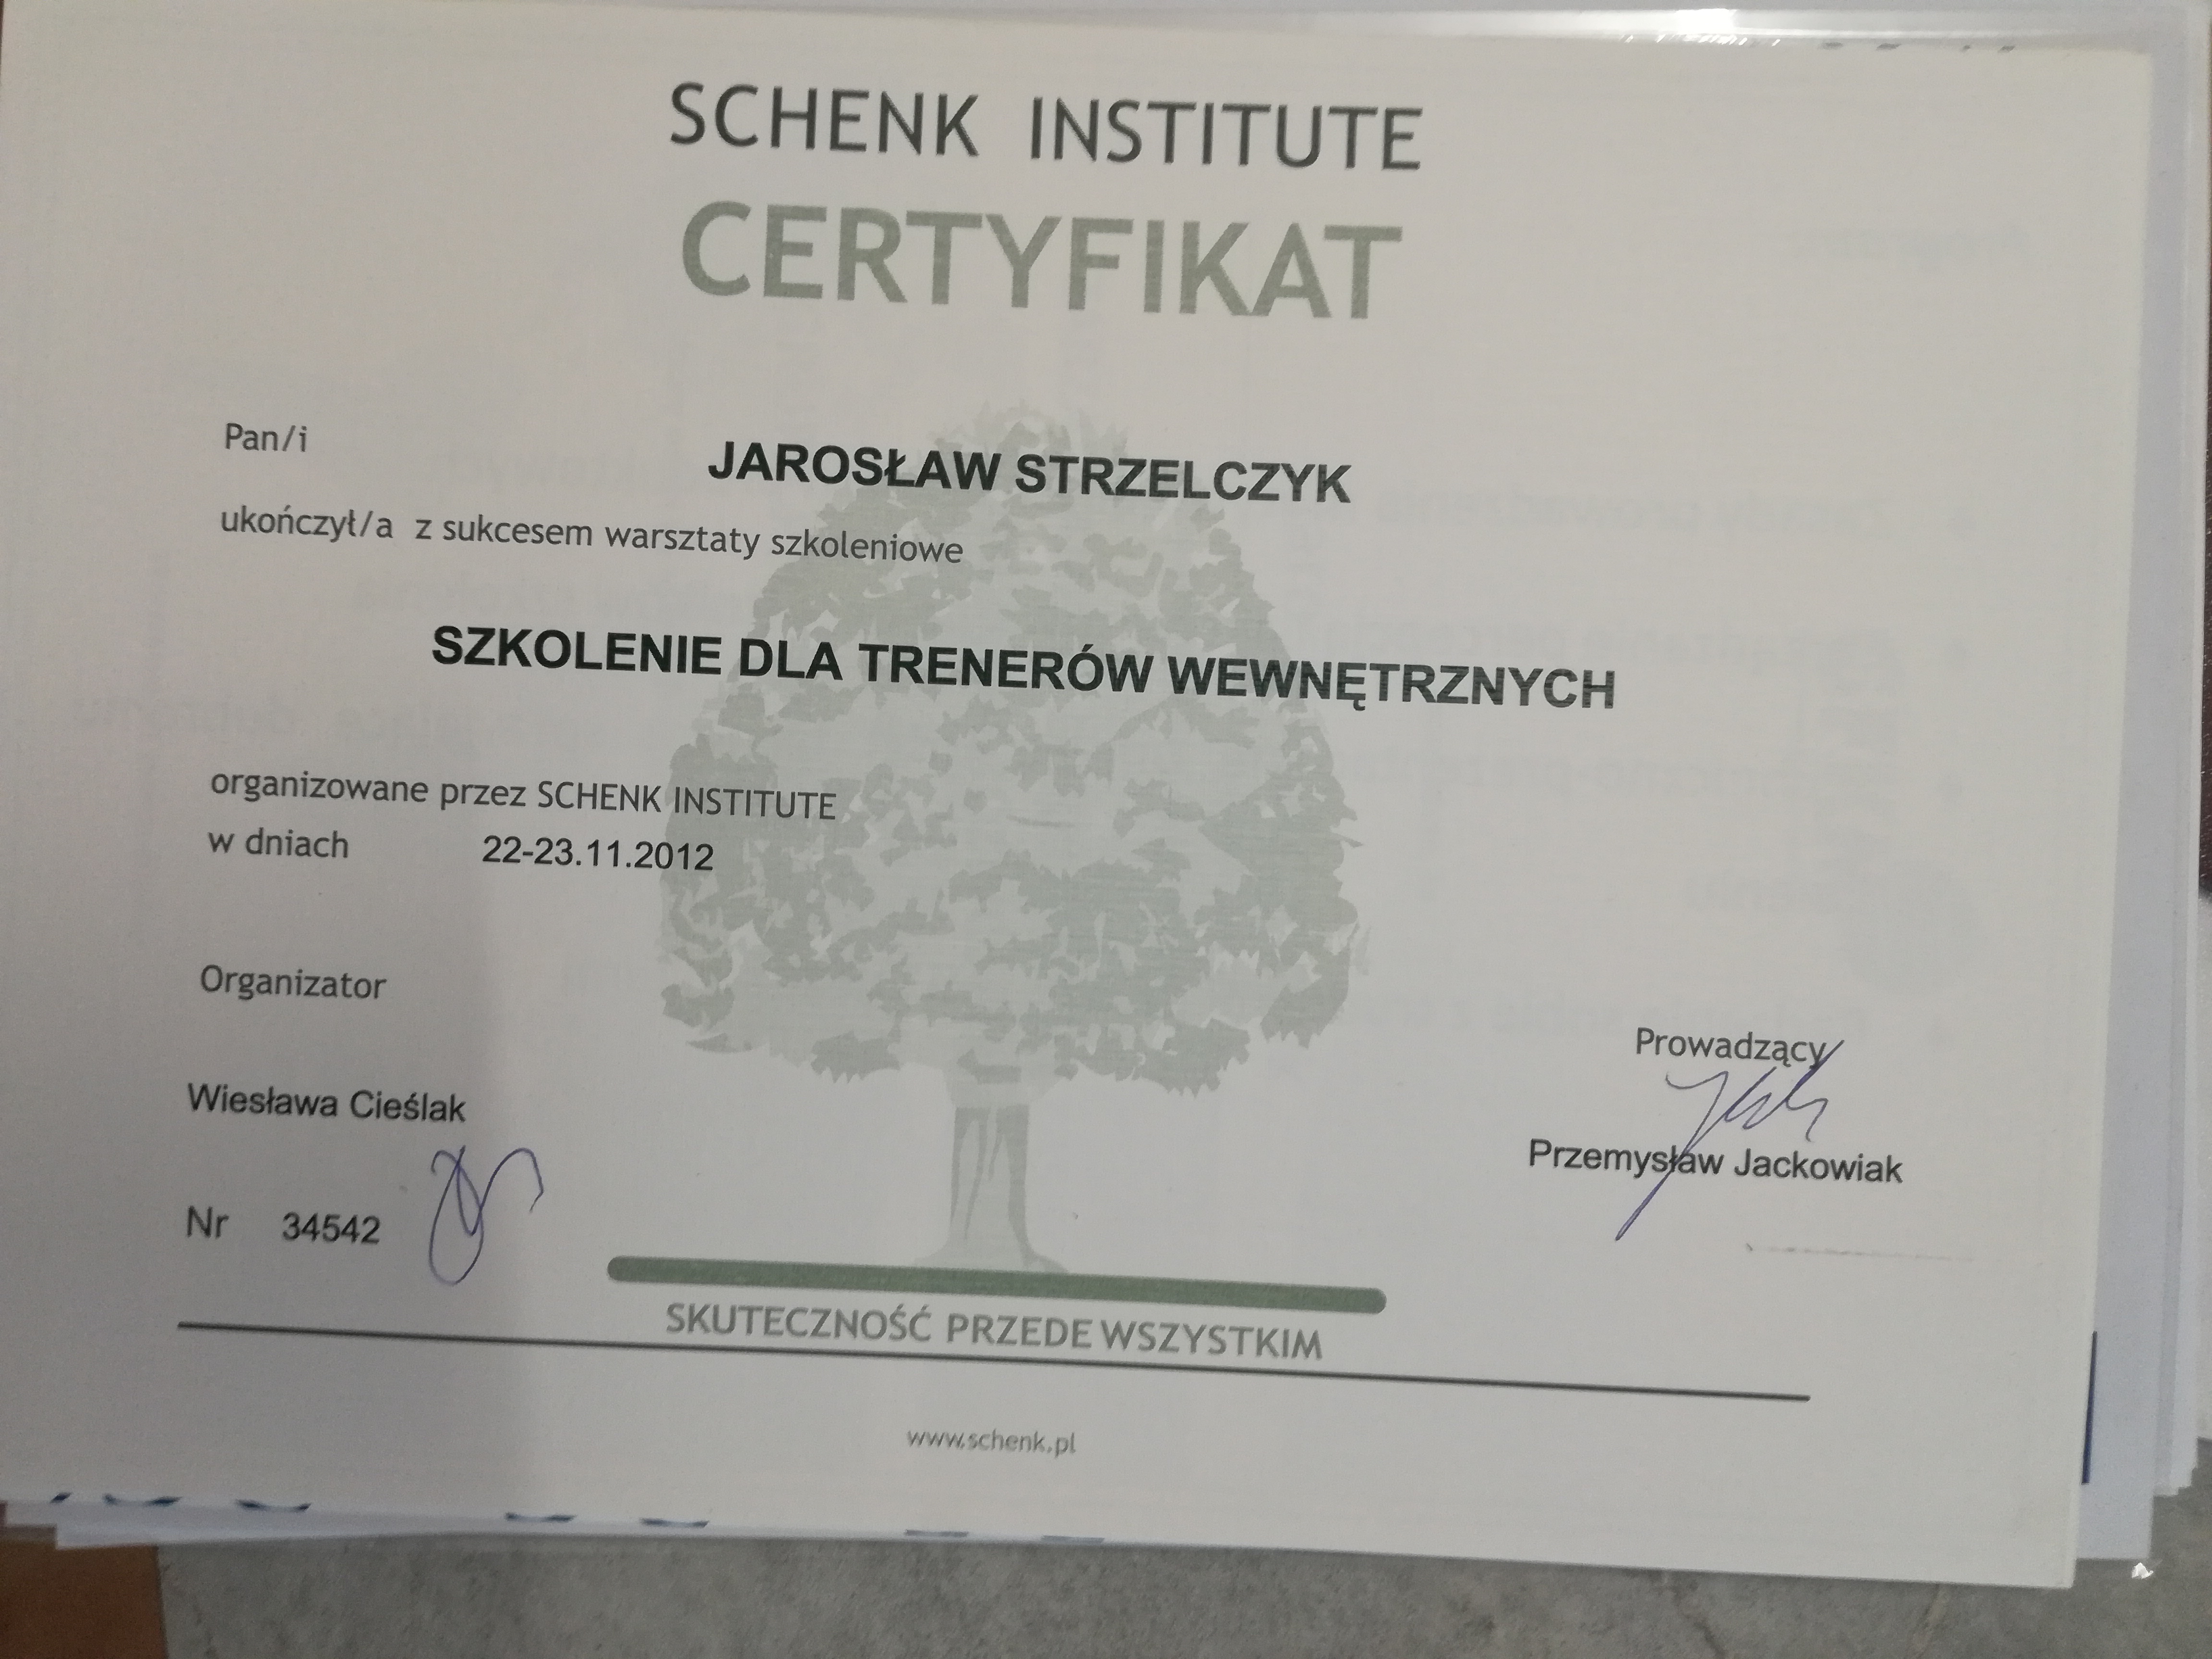 SCHENK INSTITUTE
CERTYFIKAT
Pan/i
JAROSŁAW STRZELCZYK
ukończył/a z sukcesem warsztaty szkoleniowe
SZKOLENIE DLA TRENERÓW WEWNĘTRZNYCH
organizowane przez SCHENK INSTITUTE
w dniach 22-23.11.2012
Organizator
Prowadzący
Wiesława Cieślak
Przemysław Jackowiak
Nr 34542
SKUTECZNOŚĆ PRZEDE WSZYSTKIM
www.schenk.pl